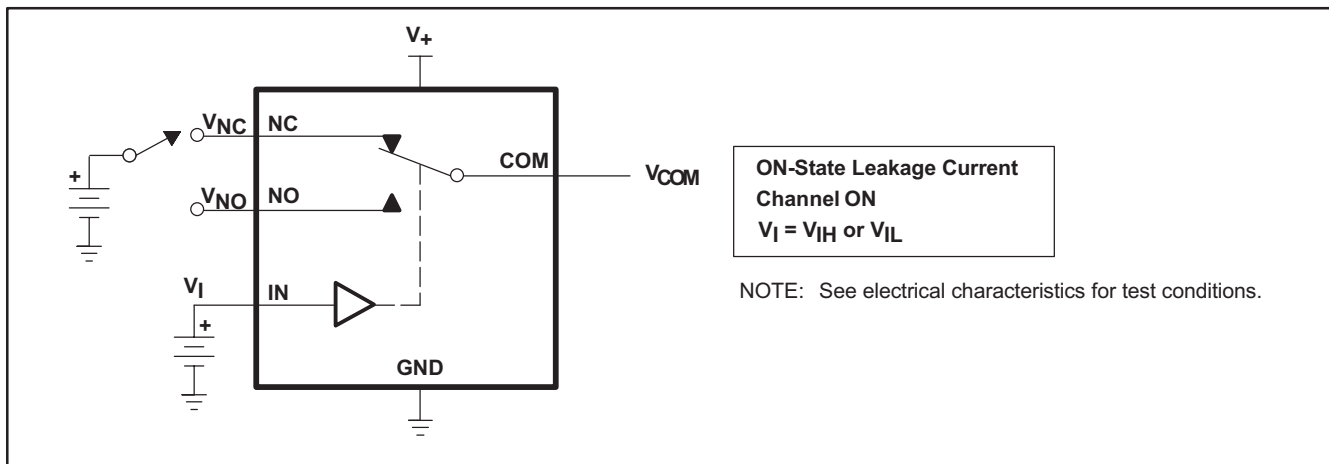 V+
VNC NC
COM
VCOM
+
VNO NO
VI IN
+
GND
ON-State Leakage Current
Channel ON
VI = VIH or VIL
NOTE: See electrical characteristics for test conditions.